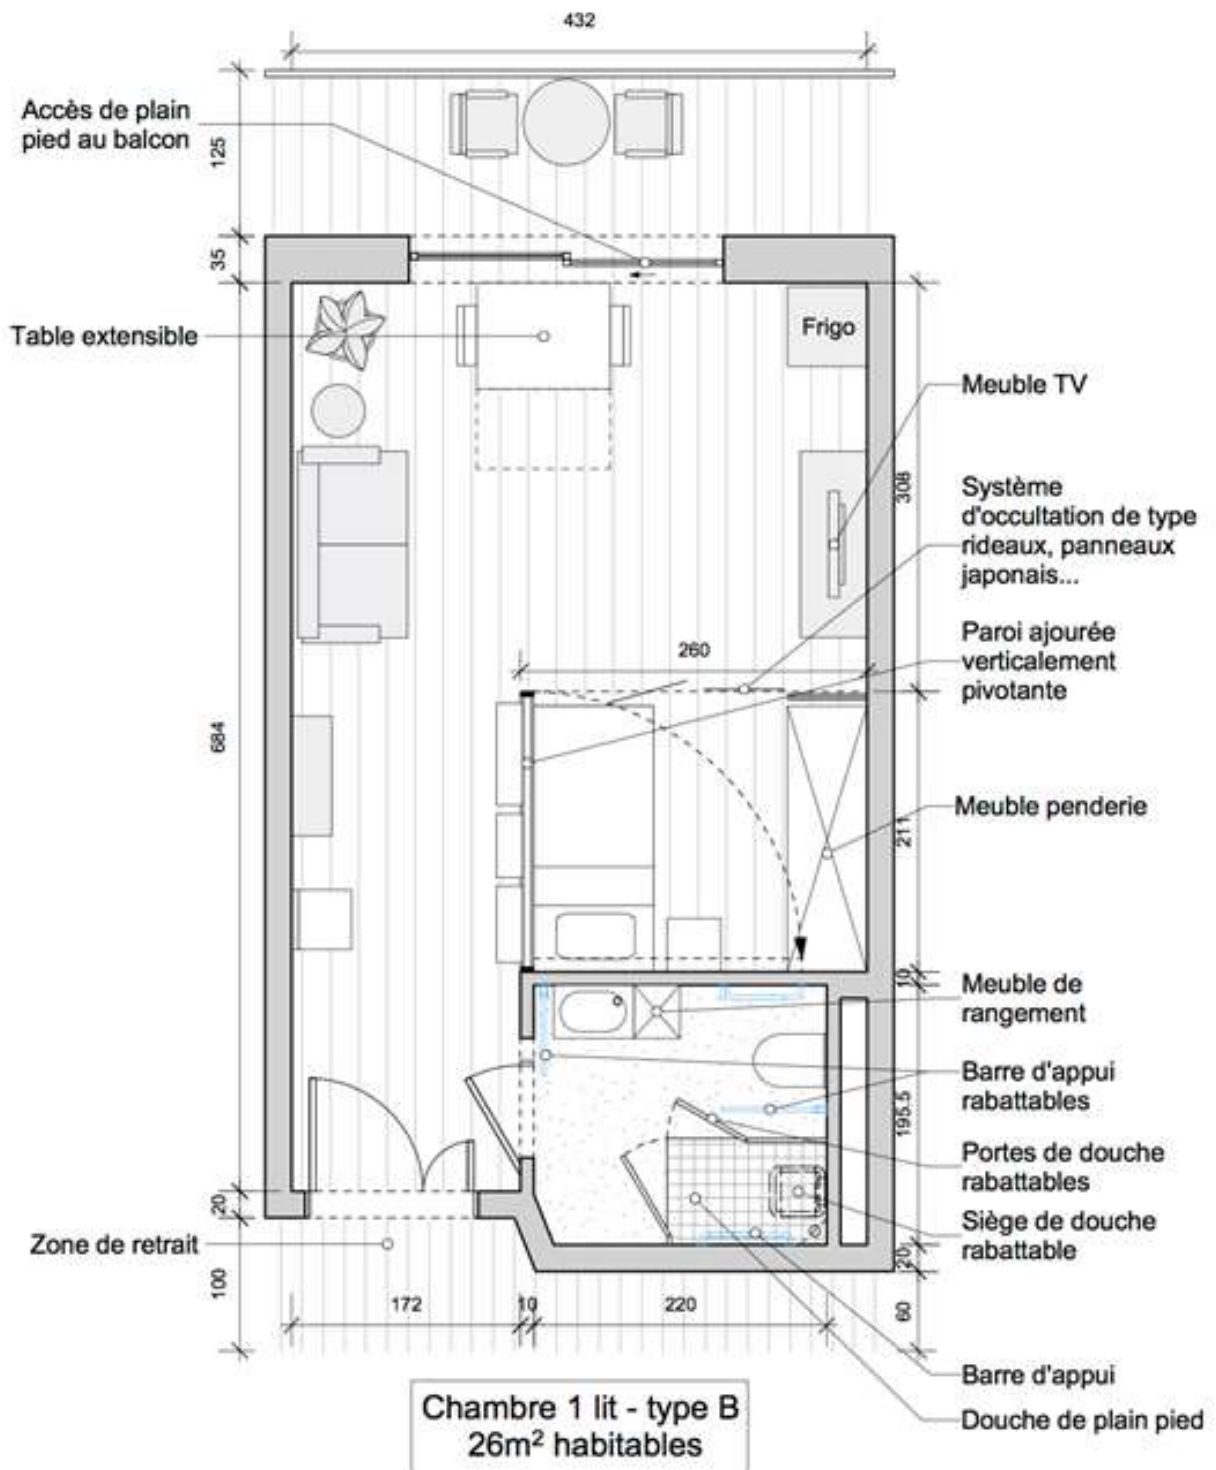 432
Accès de plain
pied au balcon
125
35
Table extensible
Frigo
Meuble TV
308
Système
d'occultation de type
rideaux, panneaux
japonais...
Paroi ajourée
verticalement
pivotante
260
684
Meuble penderie
211
10
Meuble de
rangement
Barre d'appui
rabattables
195.5
Portes de douche
rabattables
Siège de douche
rabattable
20
Zone de retrait
20
100
172
10
220
60
Barre d'appui
Douche de plain pied
Chambre 1 lit - type B
26m² habitables